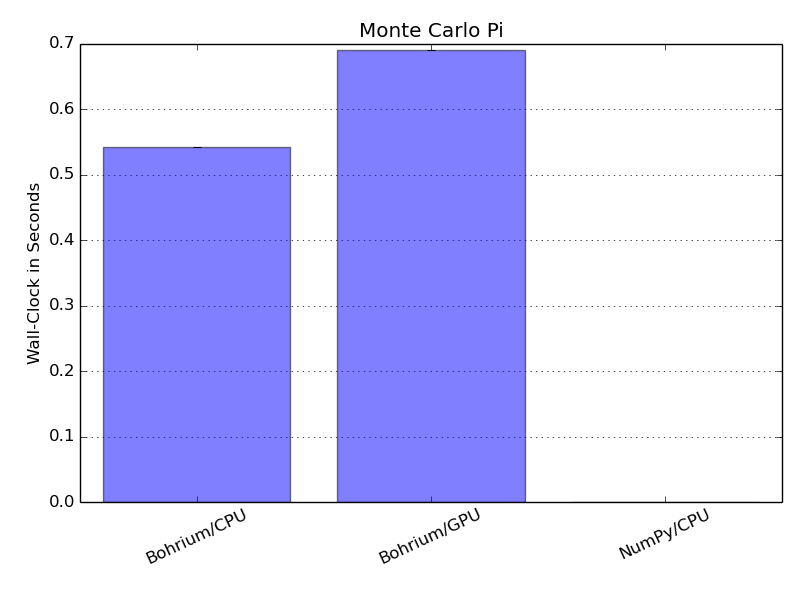 Monte Carlo Pi
Wall-Clock in Seconds
0.7
0.6
0.5
0.4
0.3
0.2
0.1
0.0
Bohrium/CPU
Bohrium/GPU
NumPy/CPU